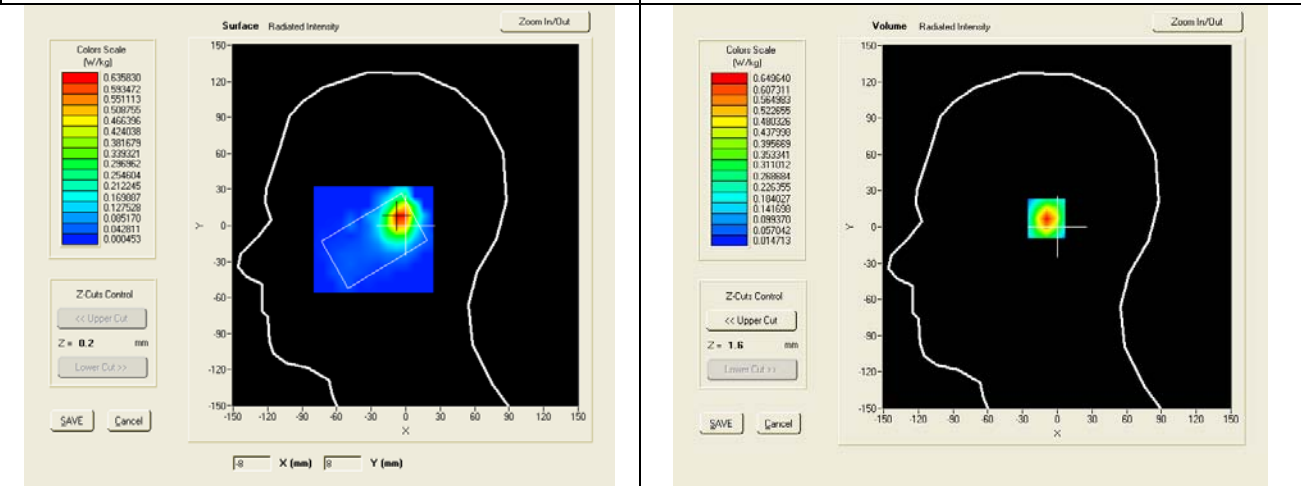 Surface Radiated Intensity
Zoom In/Out
Colors Scale
(W/kg)
0.635830
0.593472
0.551113
0.508755
0.466396
0.424038
0.381679
0.339321
0.296962
0.254604
0.212245
0.169887
0.127528
0.085170
0.042811
0.000453
150
120
90
60
30
0
-30
-60
-90
-120
-150
Y
-150 -120 -90 -60 -30 0 30 60 90 120 150
X
Z-Cuts Control
<< Upper Cut
Z = 0.2 mm
Lower Cut >>
SAVE Cancel
-8 X (mm) 8 Y (mm)
Volume Radiated Intensity
Zoom In/Out
Colors Scale
(W/kg)
0.649640
0.607311
0.564983
0.522655
0.480326
0.437998
0.395669
0.353341
0.311012
0.268684
0.226355
0.184027
0.141698
0.099370
0.057042
0.014713
150
120
90
60
30
0
-30
-60
-90
-120
-150
Y
-150 -120 -90 -60 -30 0 30 60 90 120 150
X
Z-Cuts Control
<< Upper Cut
Z = 1.6 mm
Lower Cut >>
SAVE Cancel